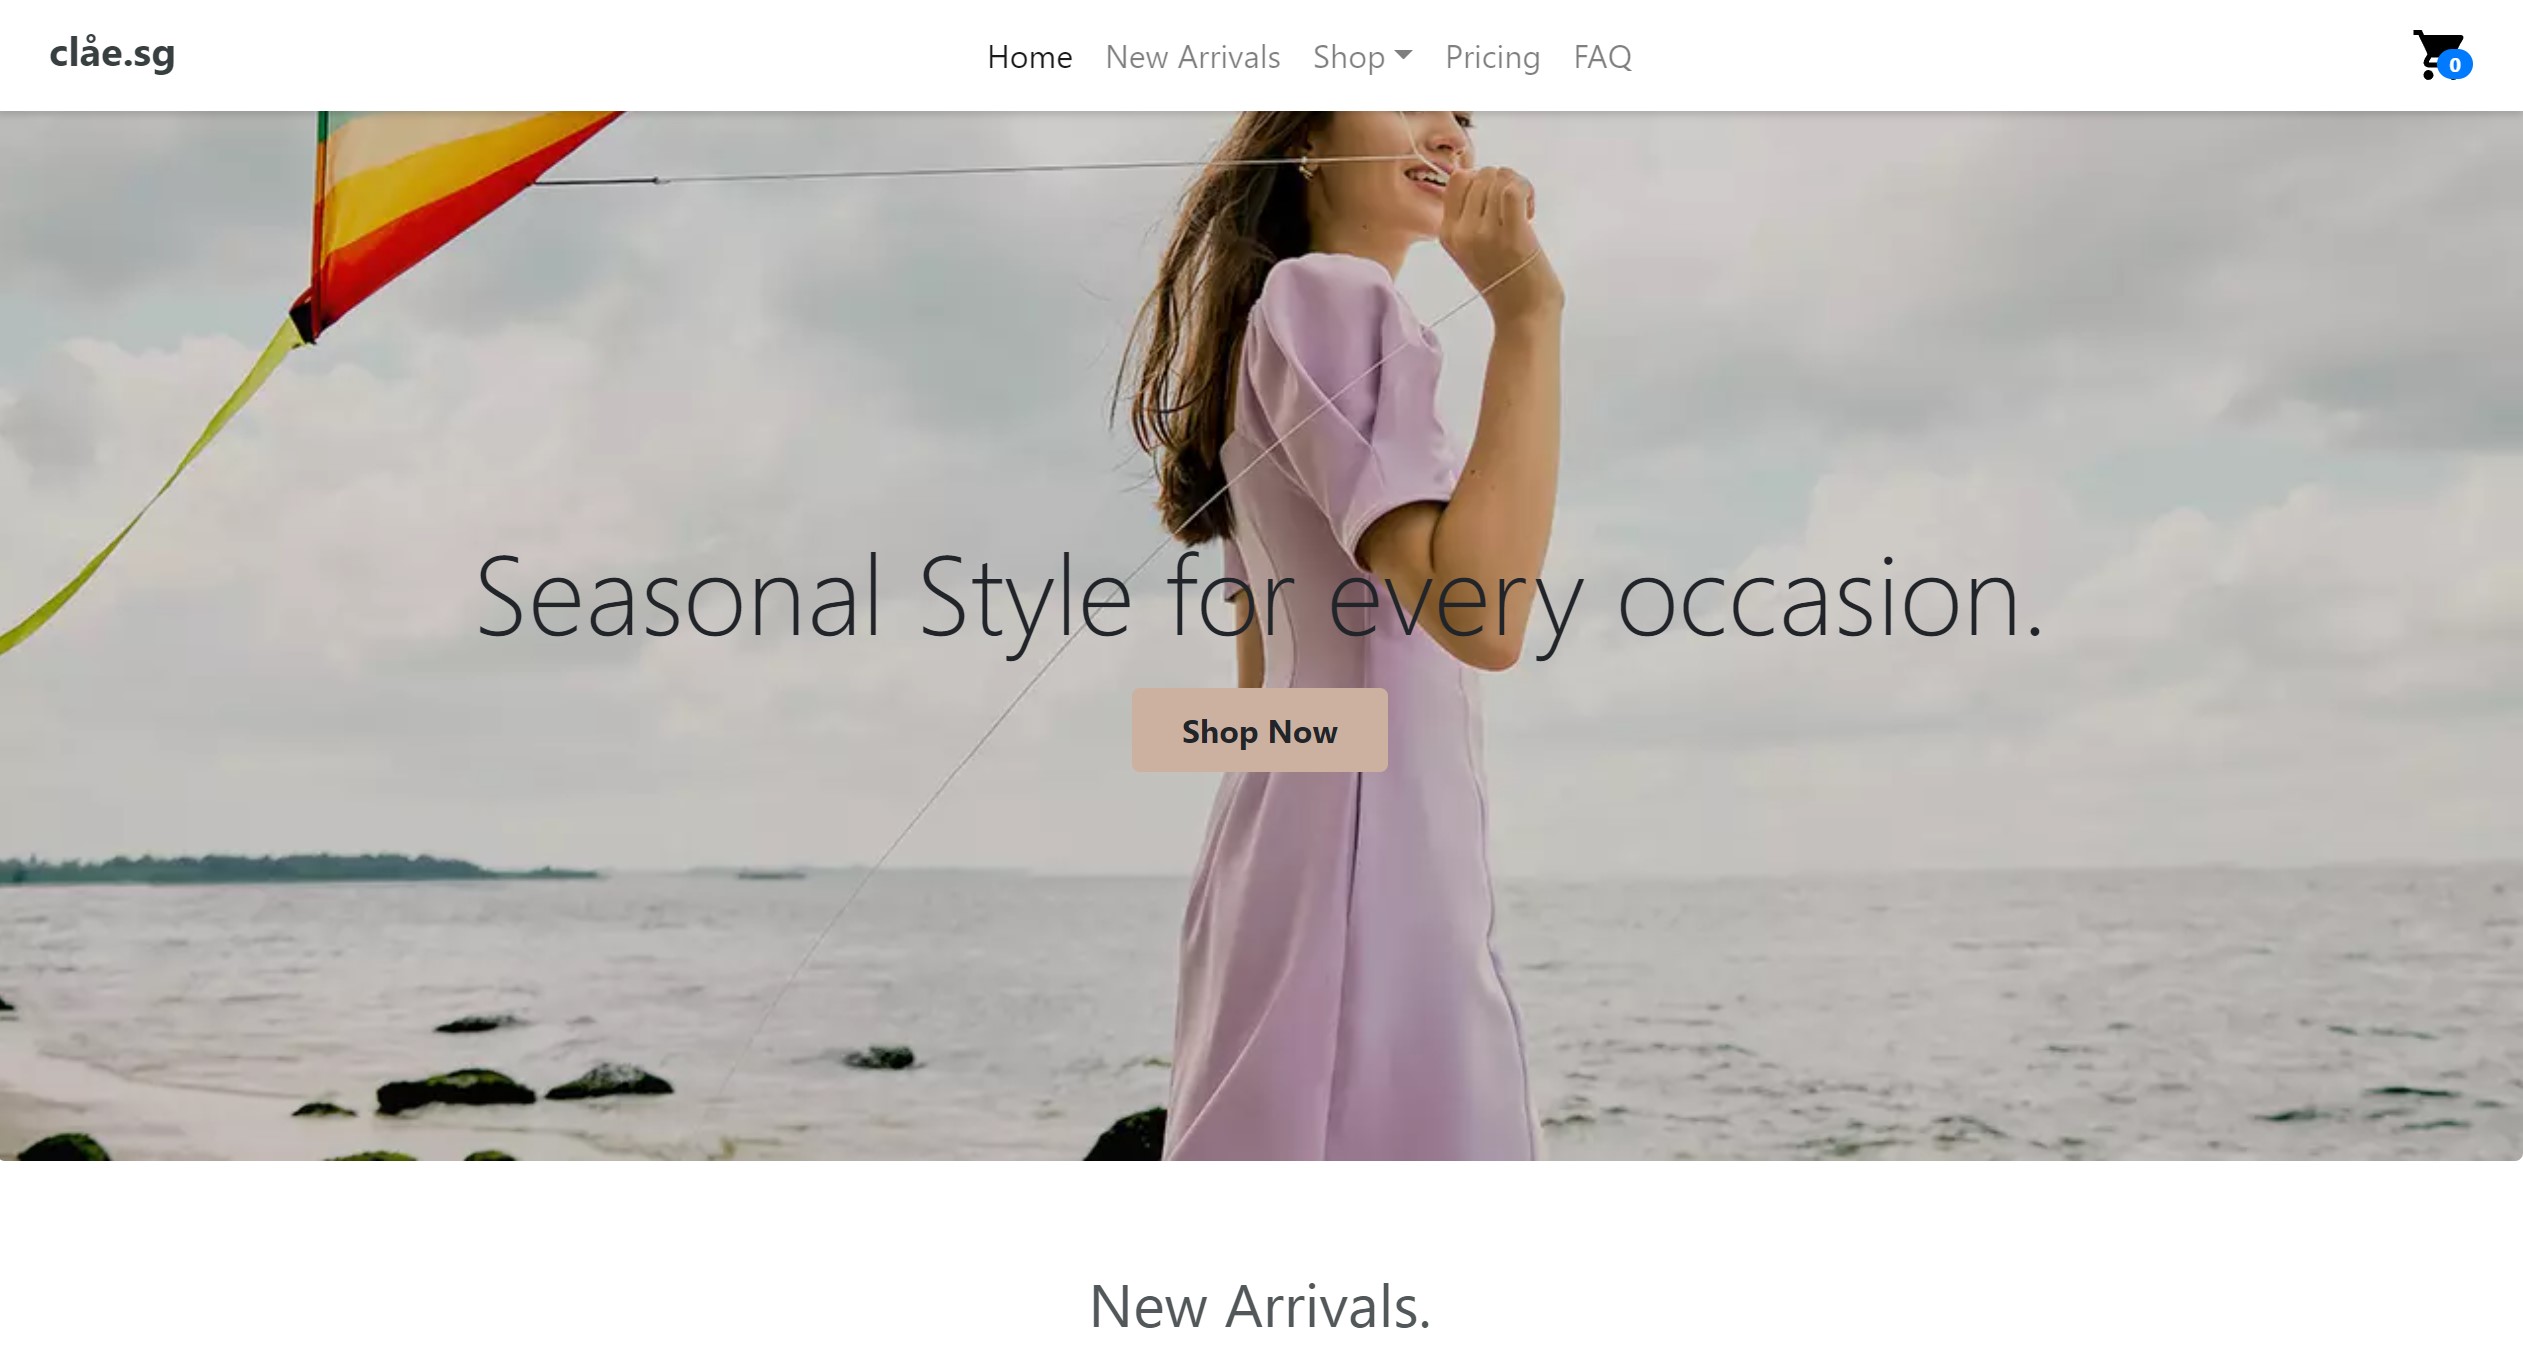 clåe.sg
Home New Arrivals Shop Pricing FAQ
0
Seasonal Style for every occasion.
Shop Now
New Arrivals.